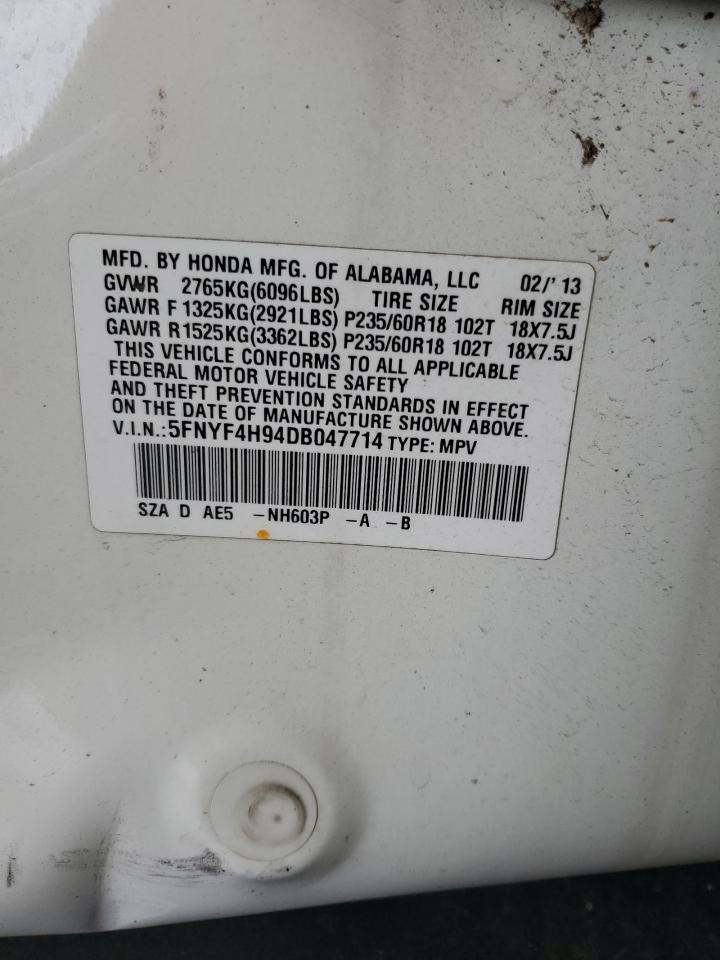 MFD. BY HONDA MFG. OF ALABAMA, LLC 02/'13
GVWR 2765KG(6096LBS) TIRE SIZE RIM SIZE
GAWR F 1325KG(2921LBS) P235/60R18 102T 18X7.5J
GAWR R1525KG(3362LBS) P235/60R18 102T 18X7.5J
THIS VEHICLE CONFORMS TO ALL APPLICABLE
FEDERAL MOTOR VEHICLE SAFETY
AND THEFT PREVENTION STANDARDS IN EFFECT
ON THE DATE OF MANUFACTURE SHOWN ABOVE.
V.I.N.:5FNYF4H94DB047714 TYPE: MPV
SZA D AE5 -NH603P -A -B